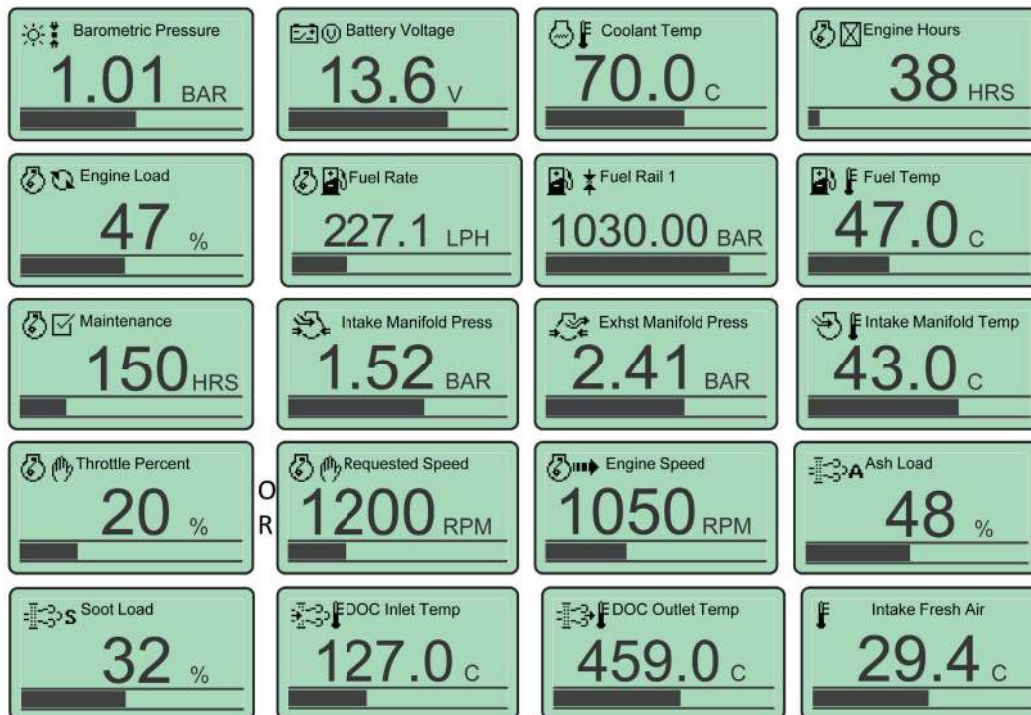 Barometric Pressure
1.01 BAR
Battery Voltage
13.6 V
Coolant Temp
70.0 C
Engine Hours
38 HRS
Engine Load
47 %
Fuel Rate
227.1 LPH
Fuel Rail 1
1030.00 BAR
Fuel Temp
47.0 C
Maintenance
150 HRS
Intake Manifold Press
1.52 BAR
Exhst Manifold Press
2.41 BAR
Intake Manifold Temp
43.0 C
Throttle Percent
20 %
O
R
Requested Speed
1200 RPM
Engine Speed
1050 RPM
A Ash Load
48 %
S Soot Load
32 %
DOC Inlet Temp
127.0 C
DOC Outlet Temp
459.0 C
Intake Fresh Air
29.4 C